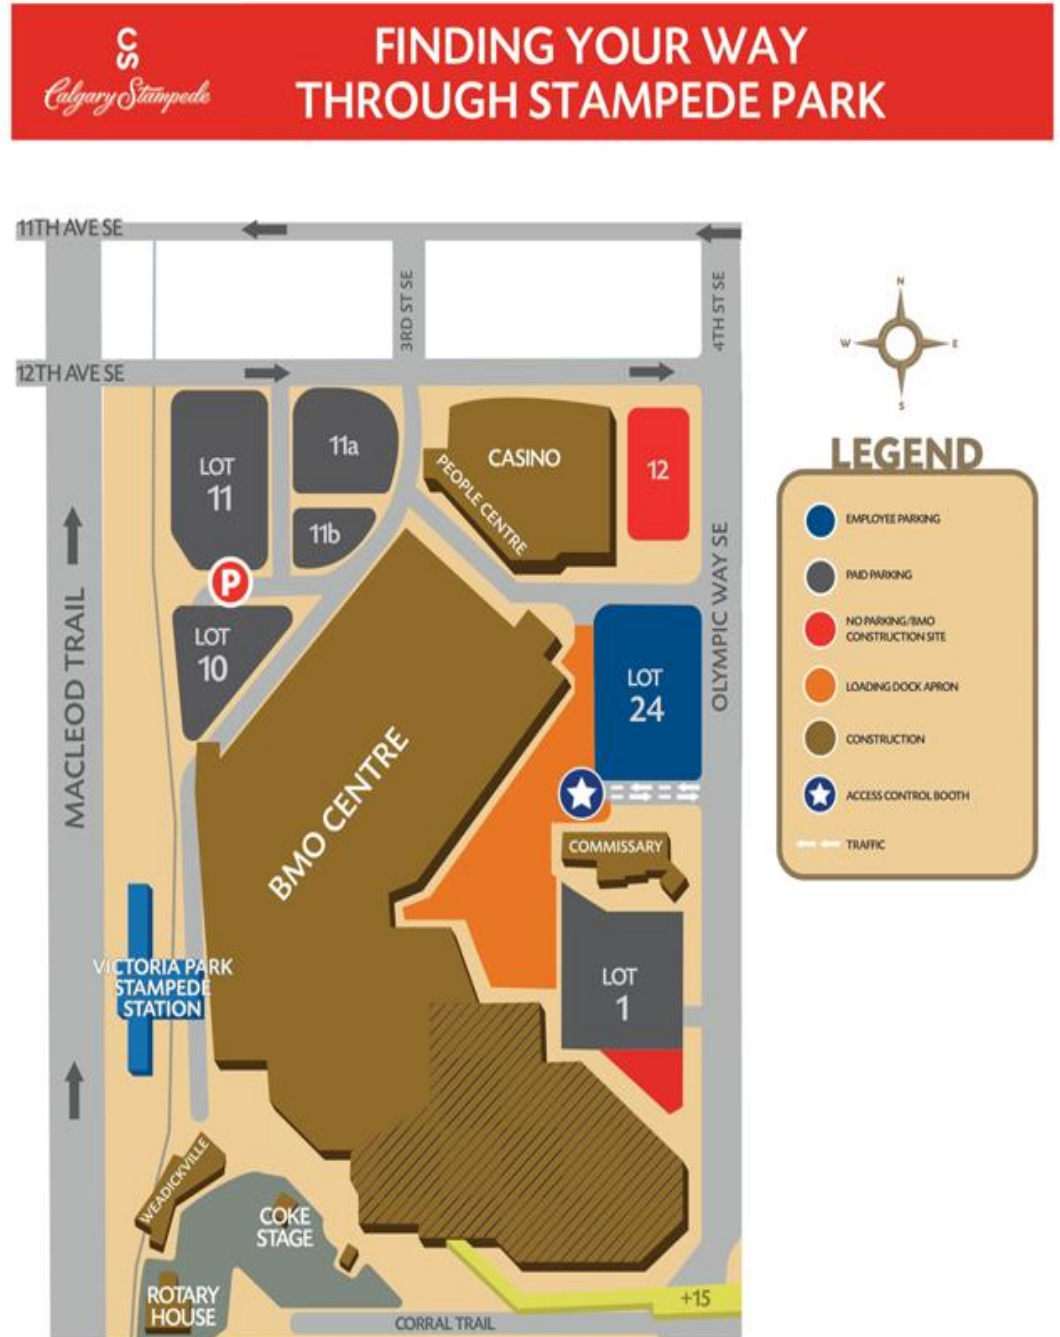 CS
Calgary Stampede
FINDING YOUR WAY
THROUGH STAMPEDE PARK
11TH AVE SE
3RD ST SE
4TH ST SE
12TH AVE SE
N
W
E
S
LOT
11
11a
11b
CASINO
PEOPLE CENTRE
12
P
LOT
10
MACLEOD TRAIL
OLYMPIC WAY SE
LOT
24
BMO CENTRE
COMMISSARY
LOT
1
VICTORIA PARK
STAMPEDE
STATION
WEADICKVILLE
COKE
STAGE
ROTARY
HOUSE
+15
CORRAL TRAIL
LEGEND
EMPLOYEE PARKING
PAID PARKING
NO PARKING/BMO
CONSTRUCTION SITE
LOADING DOCK APRON
CONSTRUCTION
ACCESS CONTROL BOOTH
TRAFFIC